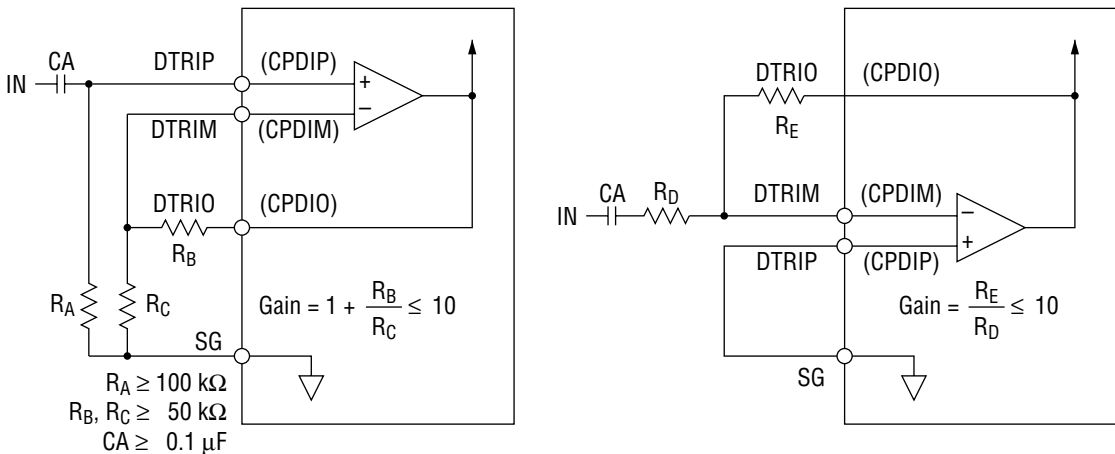 CA
IN
DTRIP
(CPDIP)
+
−
DTRIM
(CPDIM)
DTRIO
(CPDIO)
R_B
R_A
R_C
Gain = 1 + R_B / R_C ≤ 10
SG
R_A ≥ 100 kΩ
R_B, R_C ≥ 50 kΩ
CA ≥ 0.1 μF
DTRIO
(CPDIO)
R_E
CA
R_D
IN
DTRIM
(CPDIM)
−
+
DTRIP
(CPDIP)
Gain = R_E / R_D ≤ 10
SG